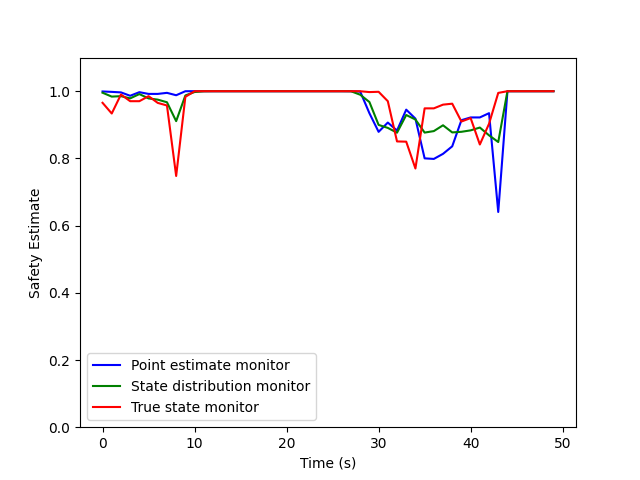 1.0
0.8
0.6
0.4
0.2
0.0
Safety Estimate
Point estimate monitor
State distribution monitor
True state monitor
0 10 20 30 40 50
Time (s)